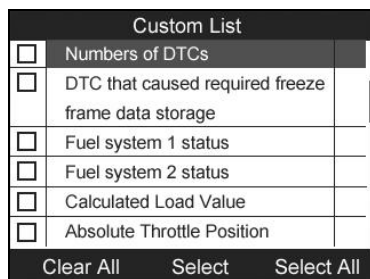 Custom List
Numbers of DTCs
DTC that caused required freeze
frame data storage
Fuel system 1 status
Fuel system 2 status
Calculated Load Value
Absolute Throttle Position
Clear All Select Select All